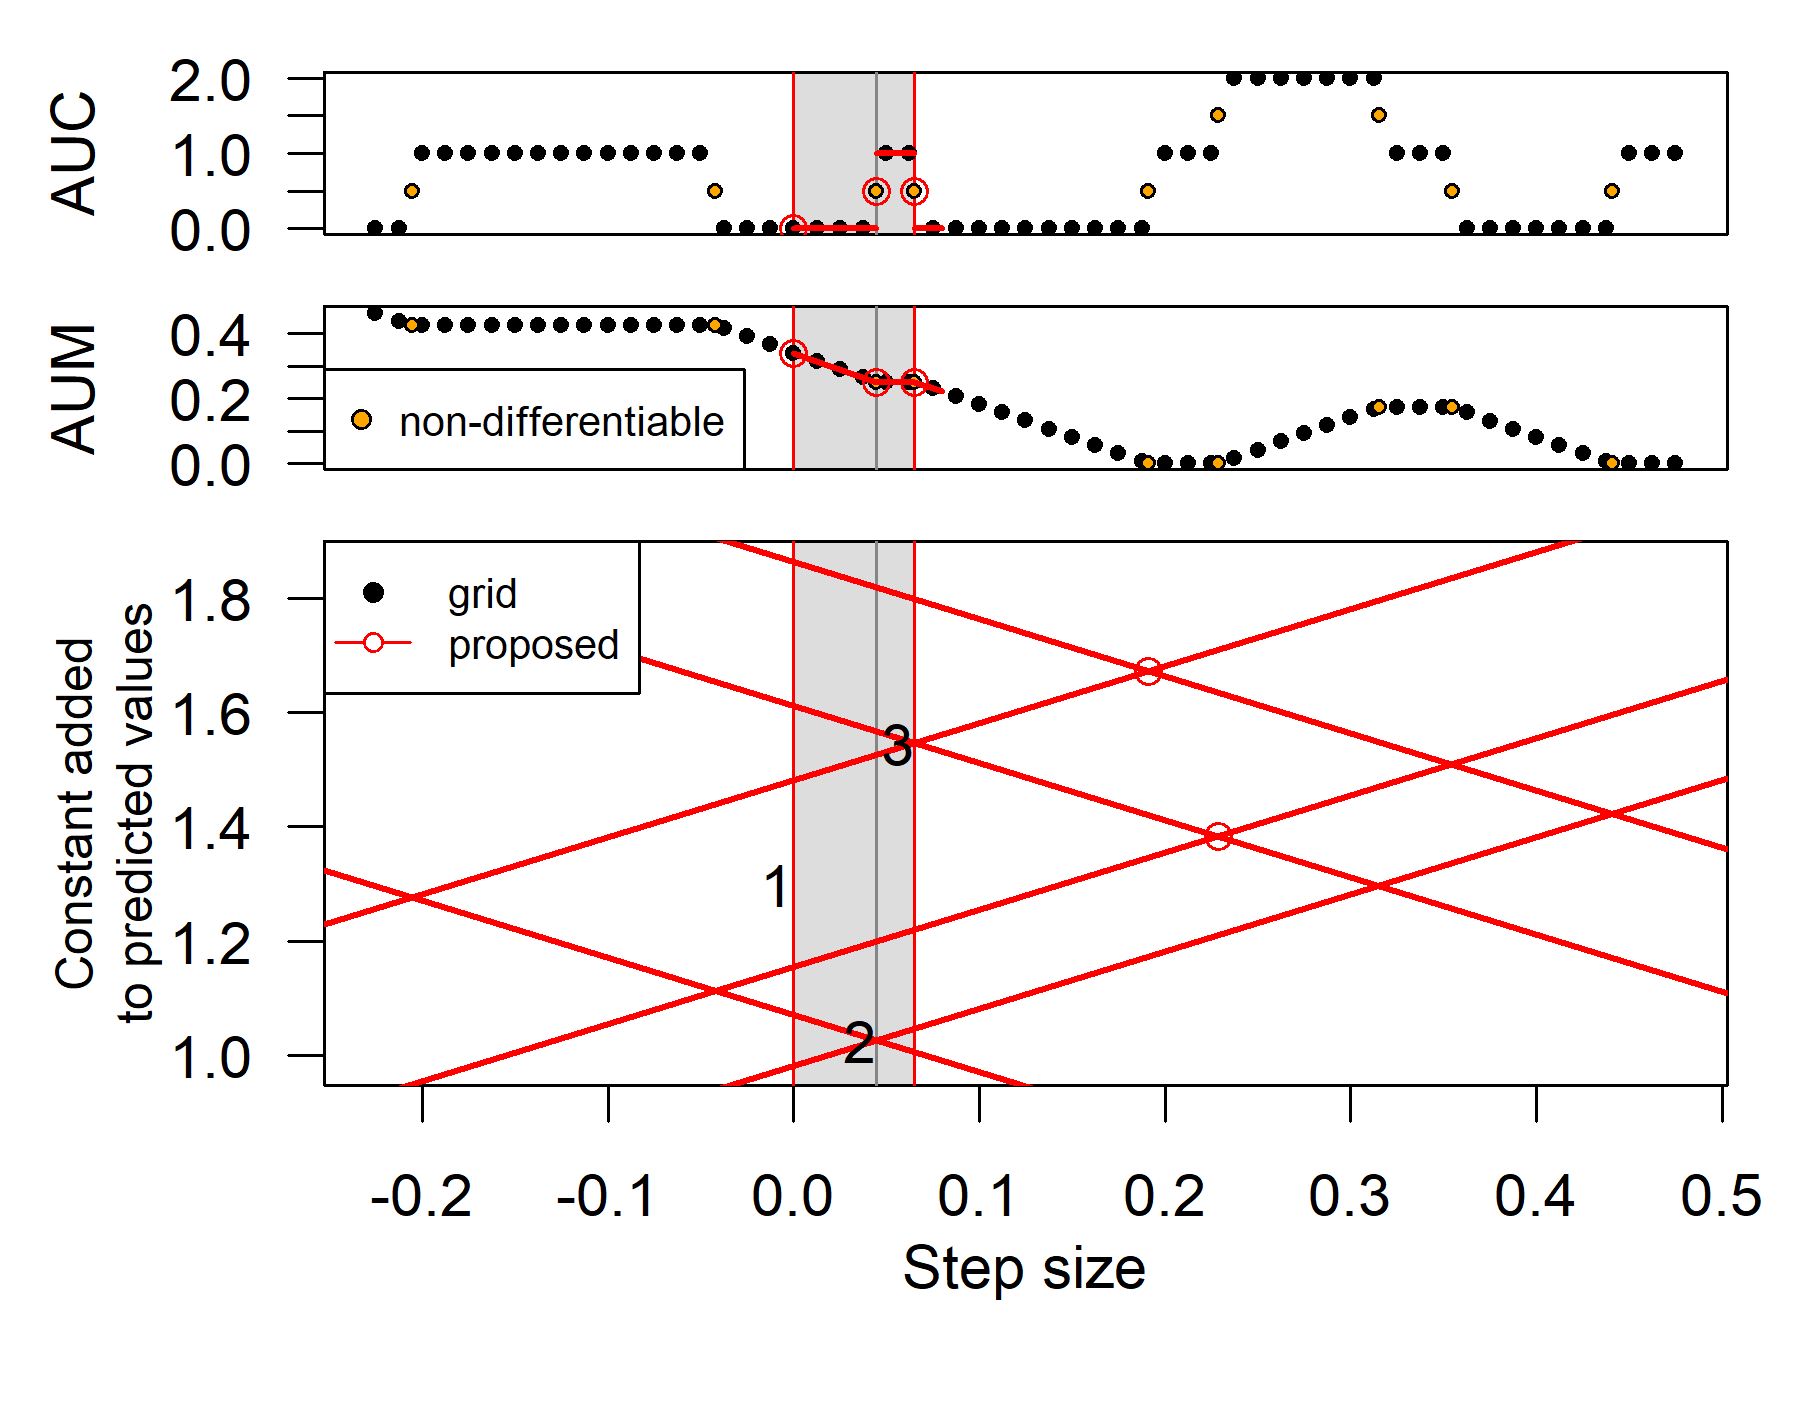 AUC
2.0
1.0
0.0
AUM
0.4
0.2
0.0
non-differentiable
Constant added
to predicted values
1.8
1.6
1.4
1.2
1.0
grid
proposed
3
1
2
-0.2 -0.1 0.0 0.1 0.2 0.3 0.4 0.5
Step size